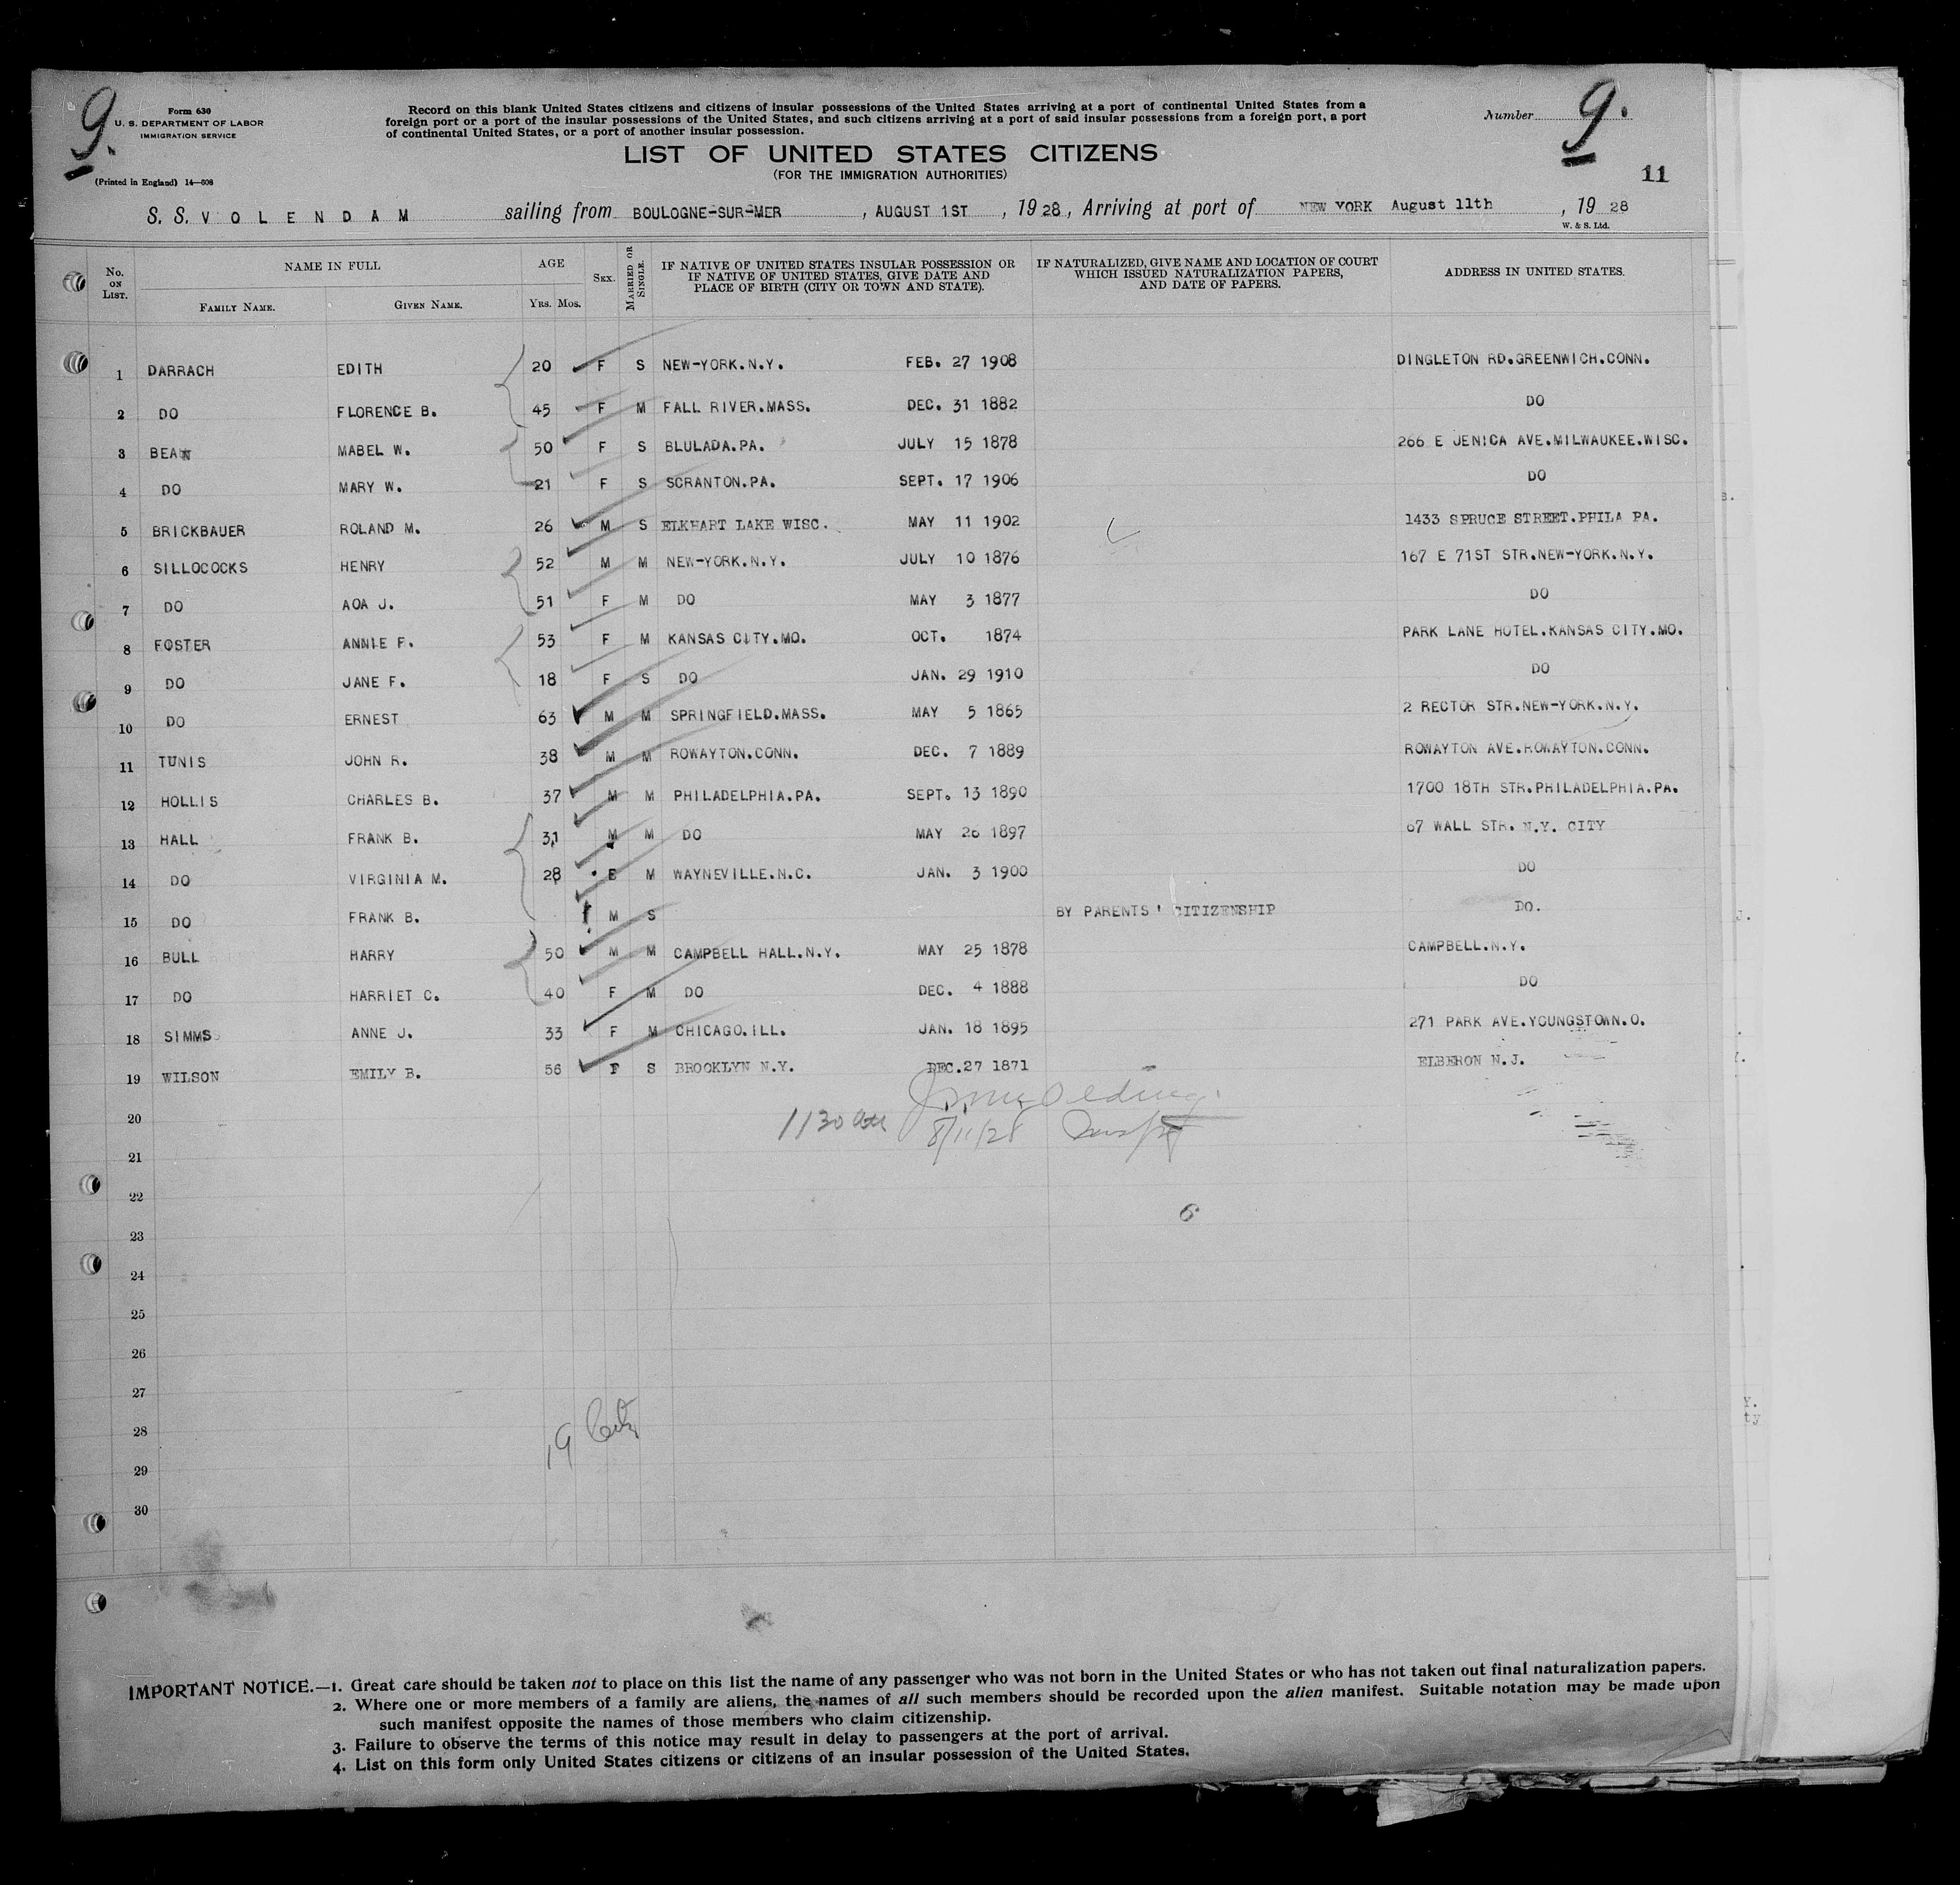 9.
Form 630
U. S. DEPARTMENT OF LABOR
IMMIGRATION SERVICE
(Printed in England) 14—608
Record on this blank United States citizens and citizens of insular possessions of the United States arriving at a port of continental United States from a
foreign port or a port of the insular possessions of the United States, and such citizens arriving at a port of said insular possessions from a foreign port, a port
of continental United States, or a port of another insular possession.
Number 9.
LIST OF UNITED STATES CITIZENS
(FOR THE IMMIGRATION AUTHORITIES)
11
S. S. VOLENDAM sailing from BOULOGNE-SUR-MER, AUGUST 1ST, 1928, Arriving at port of NEW YORK August 11th, 1928
W. & S. Ltd.
No. ON LIST. NAME IN FULL AGE SEX. MARRIED OR SINGLE. IF NATIVE OF UNITED STATES INSULAR POSSESSION OR IF NATIVE OF UNITED STATES, GIVE DATE AND PLACE OF BIRTH (CITY OR TOWN AND STATE). IF NATURALIZED, GIVE NAME AND LOCATION OF COURT WHICH ISSUED NATURALIZATION PAPERS, AND DATE OF PAPERS. ADDRESS IN UNITED STATES.
FAMILY NAME. GIVEN NAME. YRS. MOS.
1 DARRACH EDITH 20 F S NEW-YORK.N.Y. FEB. 27 1908 DINGLETON RD.GREENWICH.CONN.
2 DO FLORENCE B. 45 F M FALL RIVER.MASS. DEC. 31 1882 DO
3 BEAN MABEL W. 50 F S BLULADA.PA. JULY 15 1878 266 E JENICA AVE.MILWAUKEE.WISC.
4 DO MARY W. 21 F S SCRANTON.PA. SEPT. 17 1906 DO
5 BRICKBAUER ROLAND M. 26 M S ELKHART LAKE WISC. MAY 11 1902 1433 SPRUCE STREET.PHILA PA.
6 SILLOCOCKS HENRY 52 M M NEW-YORK.N.Y. JULY 10 1876 167 E 71ST STR.NEW-YORK.N.Y.
7 DO AOA J. 51 F M DO MAY 3 1877 DO
8 FOSTER ANNIE F. 53 F M KANSAS CITY.MO. OCT. 1874 PARK LANE HOTEL.KANSAS CITY.MO.
9 DO JANE F. 18 F S DO JAN. 29 1910 DO
10 DO ERNEST 63 M M SPRINGFIELD.MASS. MAY 5 1865 2 RECTOR STR.NEW-YORK.N.Y.
11 TUNIS JOHN R. 38 M M ROWAYTON.CONN. DEC. 7 1889 ROWAYTON AVE.ROWAYTON.CONN.
12 HOLLIS CHARLES B. 37 M M PHILADELPHIA.PA. SEPT. 13 1890 1700 18TH STR.PHILADELPHIA.PA.
13 HALL FRANK B. 31 M M DO MAY 26 1897 67 WALL STR. N.Y. CITY
14 DO VIRGINIA M. 28 F M WAYNEVILLE.N.C. JAN. 3 1900 DO
15 DO FRANK B. M S BY PARENTS' CITIZENSHIP DO.
16 BULL HARRY 50 M M CAMPBELL HALL.N.Y. MAY 25 1878 CAMPBELL.N.Y.
17 DO HARRIET C. 40 F M DO DEC. 4 1888 DO
18 SIMMS ANNE J. 33 F M CHICAGO.ILL. JAN. 18 1895 271 PARK AVE.YOUNGSTOWN.O.
19 WILSON EMILY B. 56 F S BROOKLYN N.Y. DEC.27 1871 ELBERON N.J.
20 1130 am 8/11/28
21
22
6
23
24
25
26
27
28
19
29
30
IMPORTANT NOTICE.—1. Great care should be taken not to place on this list the name of any passenger who was not born in the United States or who has not taken out final naturalization papers.
2. Where one or more members of a family are aliens, the names of all such members should be recorded upon the alien manifest. Suitable notation may be made upon
such manifest opposite the names of those members who claim citizenship.
3. Failure to observe the terms of this notice may result in delay to passengers at the port of arrival.
4. List on this form only United States citizens or citizens of an insular possession of the United States.